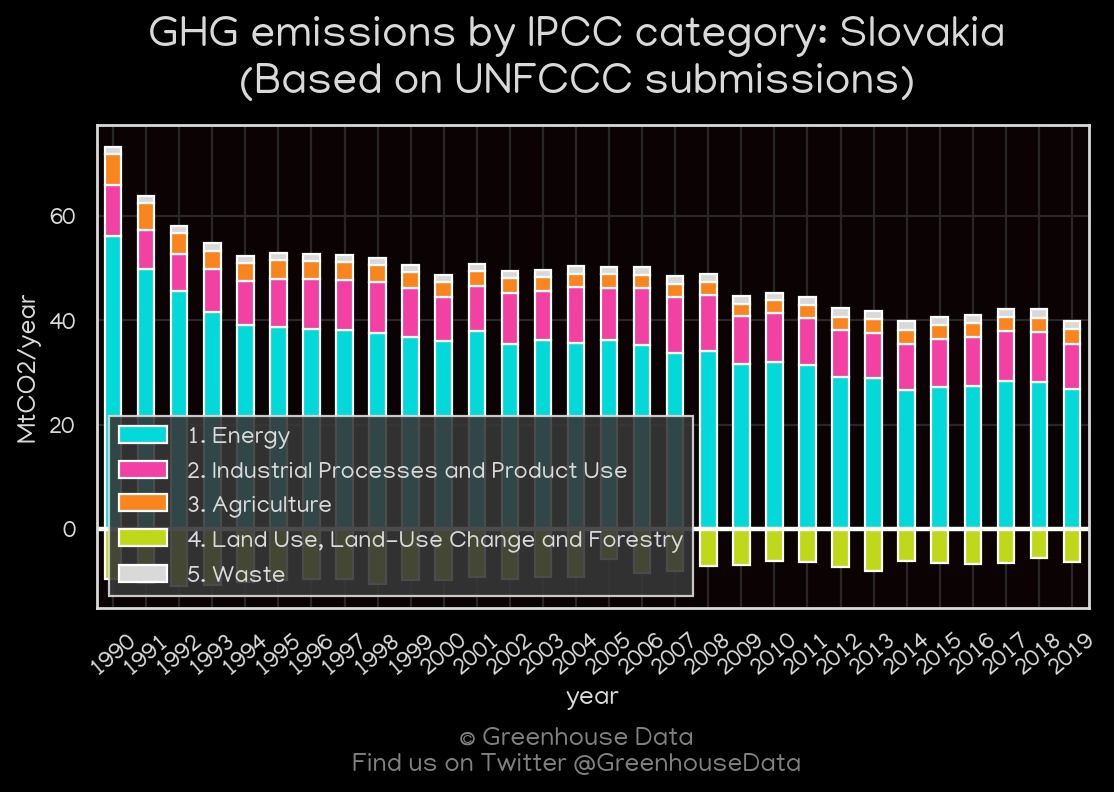 GHG emissions by IPCC category: Slovakia
(Based on UNFCCC submissions)
MtCO2/year
60
40
20
0
1. Energy
2. Industrial Processes and Product Use
3. Agriculture
4. Land Use, Land-Use Change and Forestry
5. Waste
1990 1991 1992 1993 1994 1995 1996 1997 1998 1999 2000 2001 2002 2003 2004 2005 2006 2007 2008 2009 2010 2011 2012 2013 2014 2015 2016 2017 2018 2019
year
© Greenhouse Data
Find us on Twitter @GreenhouseData